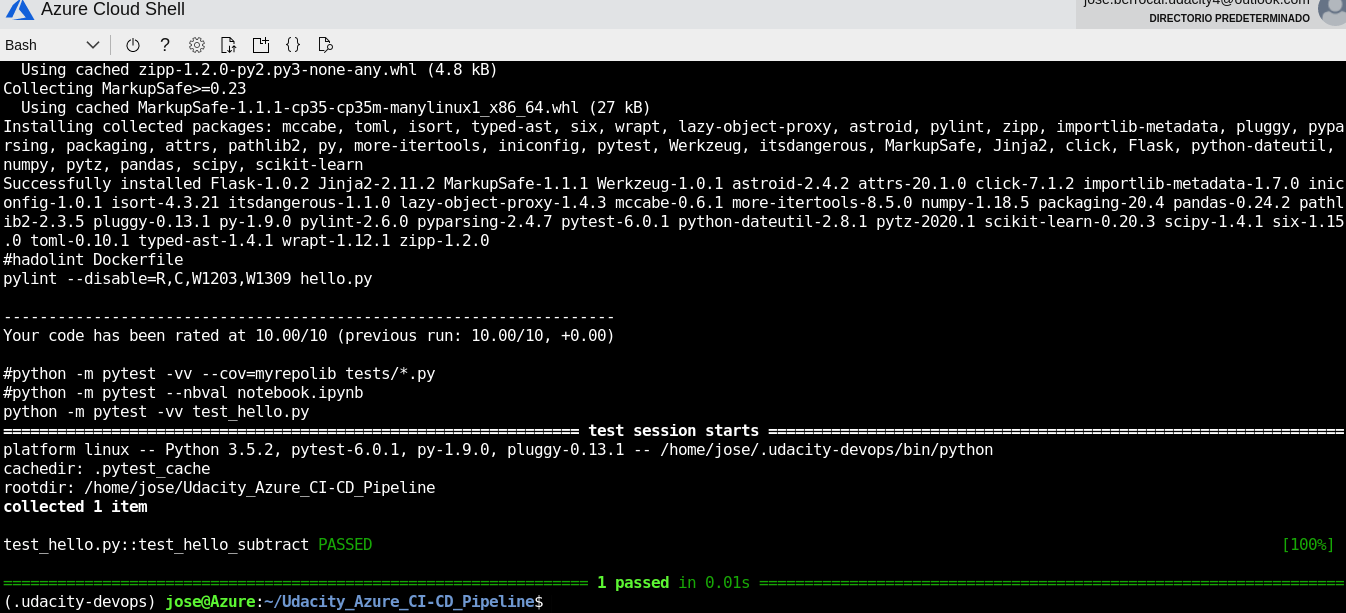 Azure Cloud Shell
jose.berrocal.udacity4@outlook.com
DIRECTORIO PREDETERMINADO
Bash
  Using cached zipp-1.2.0-py2.py3-none-any.whl (4.8 kB)
Collecting MarkupSafe>=0.23
  Using cached MarkupSafe-1.1.1-cp35-cp35m-manylinux1_x86_64.whl (27 kB)
Installing collected packages: mccabe, toml, isort, typed-ast, six, wrapt, lazy-object-proxy, astroid, pylint, zipp, importlib-metadata, pluggy, pypa
rsing, packaging, attrs, pathlib2, py, more-itertools, iniconfig, pytest, Werkzeug, itsdangerous, MarkupSafe, Jinja2, click, Flask, python-dateutil,
numpy, pytz, pandas, scipy, scikit-learn
Successfully installed Flask-1.0.2 Jinja2-2.11.2 MarkupSafe-1.1.1 Werkzeug-1.0.1 astroid-2.4.2 attrs-20.1.0 click-7.1.2 importlib-metadata-1.7.0 inic
onfig-1.0.1 isort-4.3.21 itsdangerous-1.1.0 lazy-object-proxy-1.4.3 mccabe-0.6.1 more-itertools-8.5.0 numpy-1.18.5 packaging-20.4 pandas-0.24.2 pathl
ib2-2.3.5 pluggy-0.13.1 py-1.9.0 pylint-2.6.0 pyparsing-2.4.7 pytest-6.0.1 python-dateutil-2.8.1 pytz-2020.1 scikit-learn-0.20.3 scipy-1.4.1 six-1.15
.0 toml-0.10.1 typed-ast-1.4.1 wrapt-1.12.1 zipp-1.2.0
#hadolint Dockerfile
pylint --disable=R,C,W1203,W1309 hello.py
--------------------------------------------------------------------
Your code has been rated at 10.00/10 (previous run: 10.00/10, +0.00)
#python -m pytest -vv --cov=myrepolib tests/*.py
#python -m pytest --nbval notebook.ipynb
python -m pytest -vv test_hello.py
================================================================ test session starts ================================================================
platform linux -- Python 3.5.2, pytest-6.0.1, py-1.9.0, pluggy-0.13.1 -- /home/jose/.udacity-devops/bin/python
cachedir: .pytest_cache
rootdir: /home/jose/Udacity_Azure_CI-CD_Pipeline
collected 1 item
test_hello.py::test_hello_subtract PASSED [100%]
================================================================= 1 passed in 0.01s =================================================================
(.udacity-devops) jose@Azure:~/Udacity_Azure_CI-CD_Pipeline$